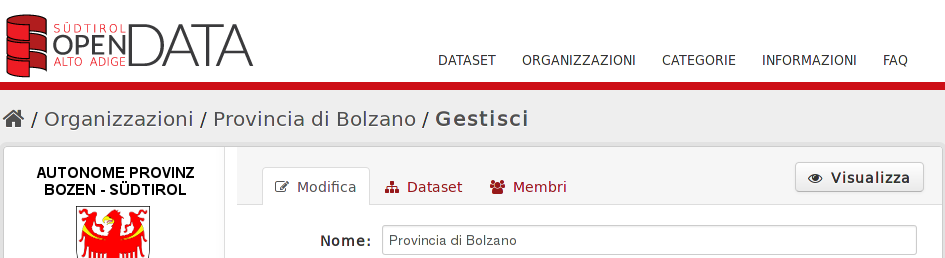 SÜDTIROL
OPEN DATA
ALTO ADIGE
DATASET ORGANIZZAZIONI CATEGORIE INFORMAZIONI FAQ
/ Organizzazioni / Provincia di Bolzano / Gestisci
AUTONOME PROVINZ
BOZEN - SÜDTIROL
Modifica Dataset Membri Visualizza
Nome: Provincia di Bolzano